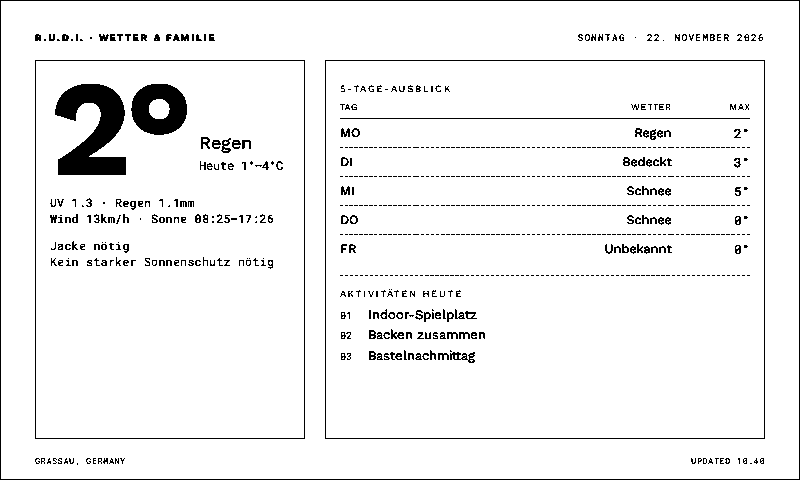 R.U.D.I. · WETTER & FAMILIE
SONNTAG · 22. NOVEMBER 2026
2°
Regen
Heute 1°–4°C
UV 1.3 · Regen 1.1mm
Wind 13km/h · Sonne 08:25–17:26
Jacke nötig
Kein starker Sonnenschutz nötig
5-TAGE-AUSBLICK
TAG WETTER MAX
MO Regen 2°
DI Bedeckt 3°
MI Schnee 5°
DO Schnee 0°
FR Unbekannt 0°
AKTIVITÄTEN HEUTE
01 Indoor-Spielplatz
02 Backen zusammen
03 Bastelnachmittag
GRASSAU, GERMANY
UPDATED 10.40